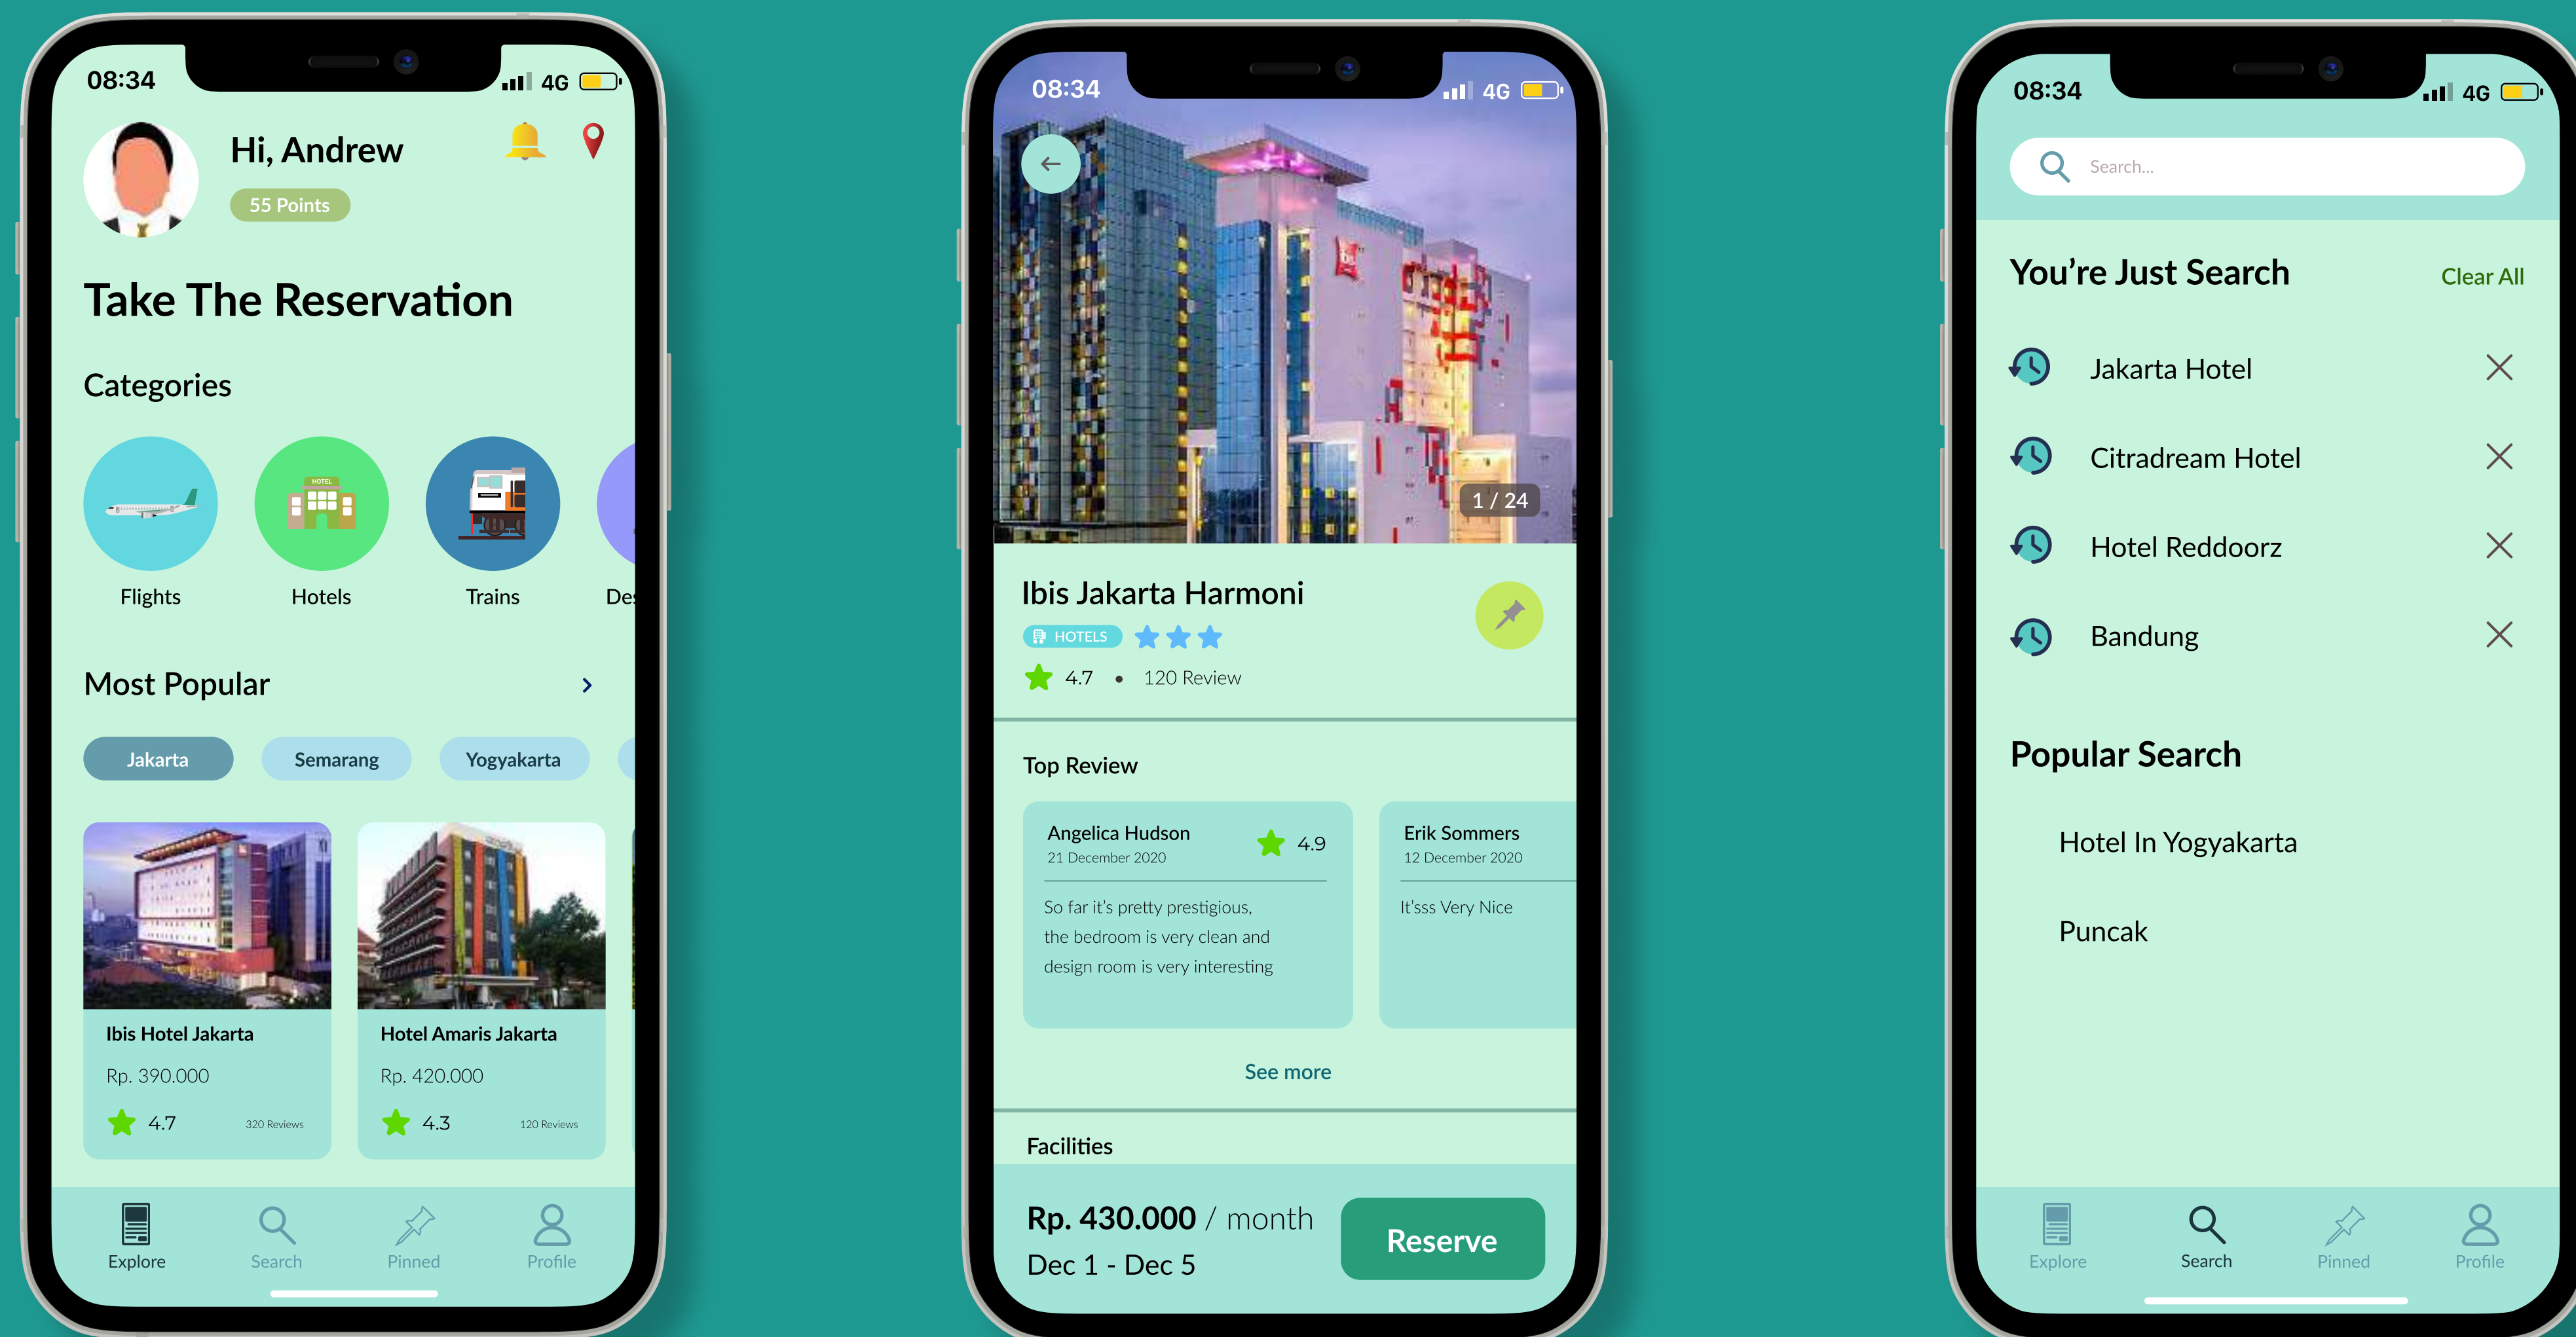 08:34
4G
Hi, Andrew
55 Points
Take The Reservation
Categories
HOTEL
Flights
Hotels
Trains
Des
Most Popular
Jakarta
Semarang
Yogyakarta
Ibis Hotel Jakarta
Rp. 390.000
4.7
320 Reviews
Hotel Amaris Jakarta
Rp. 420.000
4.3
120 Reviews
Explore
Search
Pinned
Profile
08:34
4G
1 / 24
Ibis Jakarta Harmoni
HOTELS
4.7 • 120 Review
Top Review
Angelica Hudson
21 December 2020
4.9
So far it's pretty prestigious,
the bedroom is very clean and
design room is very interesting
Erik Sommers
12 December 2020
It'sss Very Nice
See more
Facilities
Rp. 430.000 / month
Dec 1 - Dec 5
Reserve
08:34
4G
Search...
You're Just Search
Clear All
Jakarta Hotel
Citradream Hotel
Hotel Reddoorz
Bandung
Popular Search
Hotel In Yogyakarta
Puncak
Explore
Search
Pinned
Profile